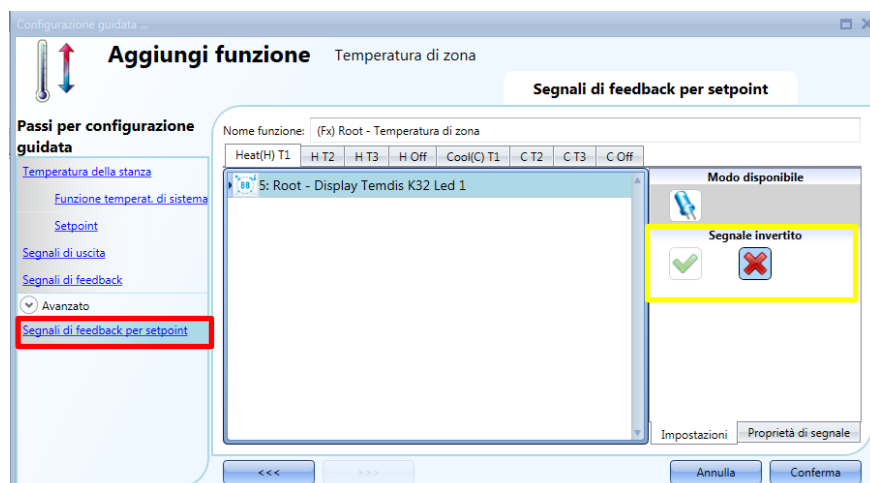 Configurazione guidata ...
Aggiungi funzione Temperatura di zona
Segnali di feedback per setpoint
Passi per configurazione
guidata
Temperatura della stanza
Funzione temperat. di sistema
Setpoint
Segnali di uscita
Segnali di feedback
Avanzato
Segnali di feedback per setpoint
Nome funzione: (Fx) Root - Temperatura di zona
Heat(H) T1 H T2 H T3 H Off Cool(C) T1 C T2 C T3 C Off
88 5: Root - Display Temdis K32 Led 1
Modo disponibile
Segnale invertito
Impostazioni Proprietà di segnale
<<< >>> Annulla Conferma